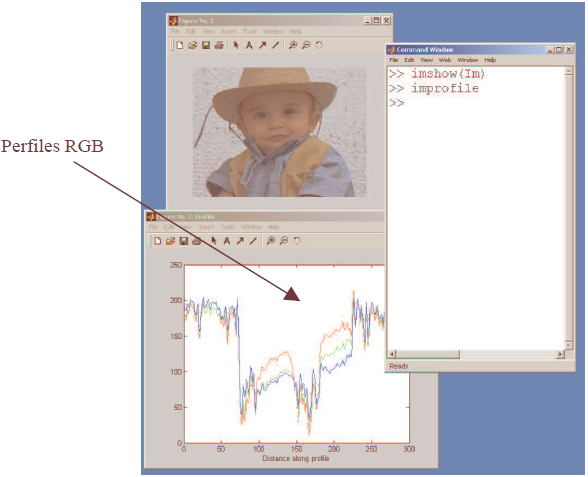 Figure No. 1
File Edit View Insert Tools Window Help
Command Window
File Edit View Web Window Help
>> imshow(Im)
>> improfile
>>
Ready
Perfiles RGB
Figure No. 2: Profile
File Edit View Insert Tools Window Help
250
200
150
100
50
0
0 50 100 150 200 250 300
Distance along profile